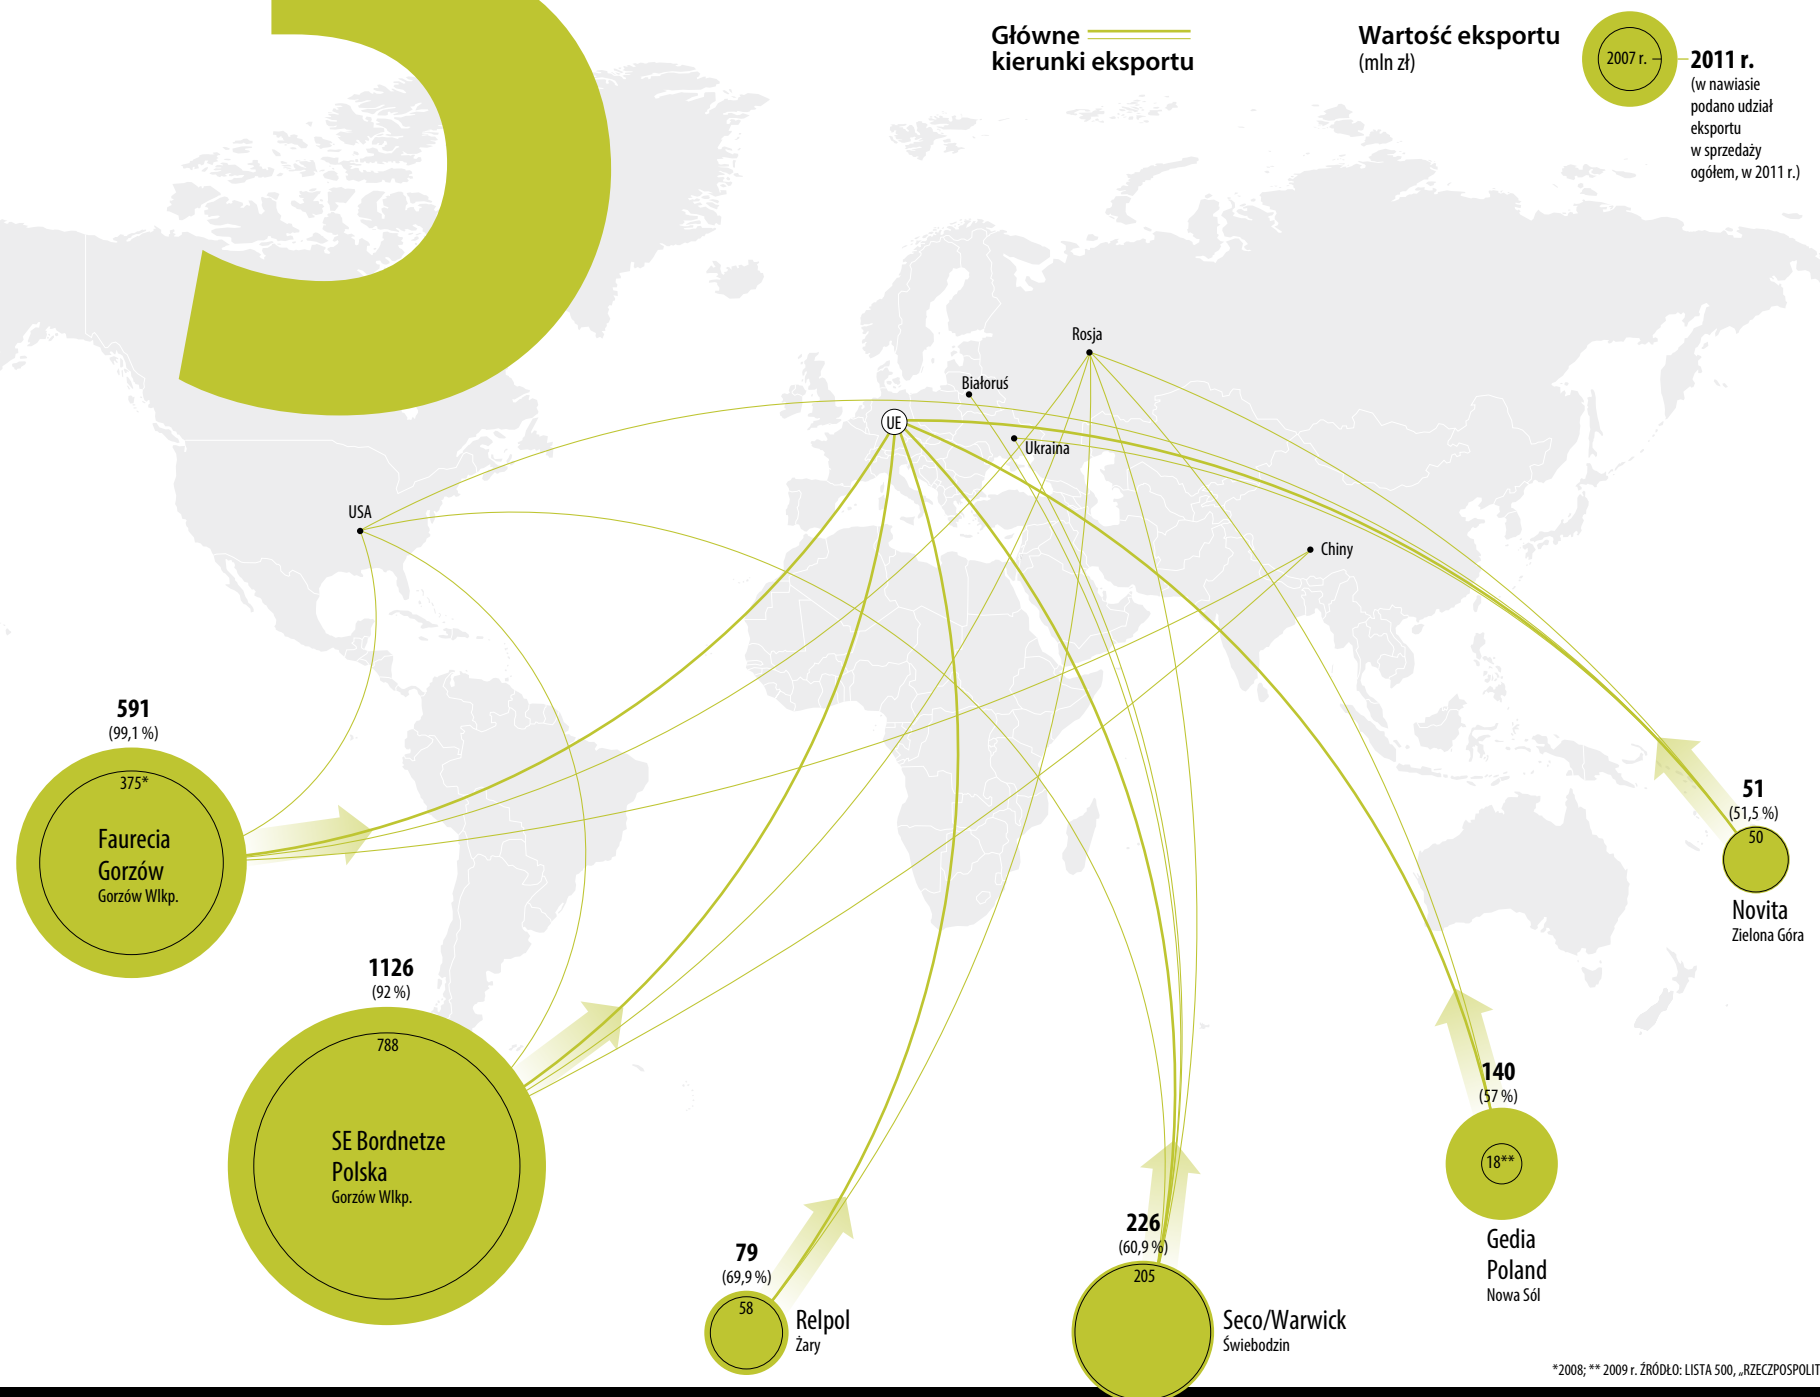 Główne
kierunki eksportu
Wartość eksportu
(mln zł)
2007 r.
2011 r.
(w nawiasie
podano udział
eksportu
w sprzedaży
ogółem, w 2011 r.)
Rosja
Białoruś
UE
Ukraina
USA
Chiny
591
(99,1 %)
375*
Faurecia
Gorzów
Gorzów Wlkp.
1126
(92 %)
788
SE Bordnetze
Polska
Gorzów Wlkp.
79
(69,9 %)
58
Relpol
Żary
226
(60,9 %)
205
Seco/Warwick
Świebodzin
140
(57 %)
18**
Gedia
Poland
Nowa Sól
51
(51,5 %)
50
Novita
Zielona Góra
*2008; ** 2009 r. ŹRÓDŁO: LISTA 500, „RZECZPOSPOLIT